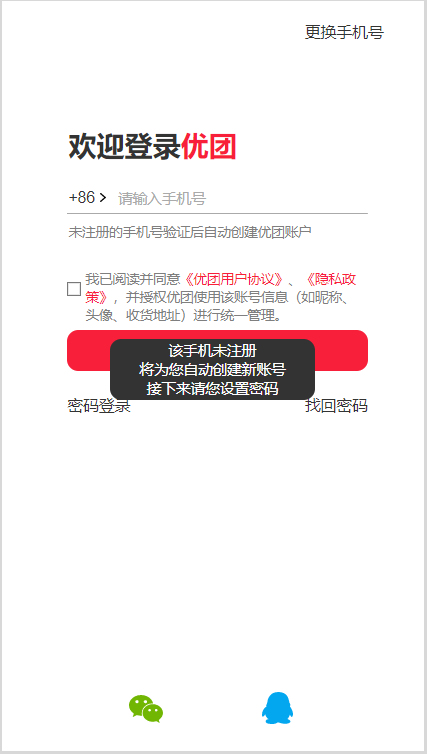 更换手机号
欢迎登录优团
+86 > 请输入手机号
未注册的手机号验证后自动创建优团账户
我已阅读并同意《优团用户协议》、《隐私政
策》，并授权优团使用该账号信息（如昵称、
头像、收货地址）进行统一管理。
该手机未注册
将为您自动创建新账号
接下来请您设置密码
密码登录 找回密码